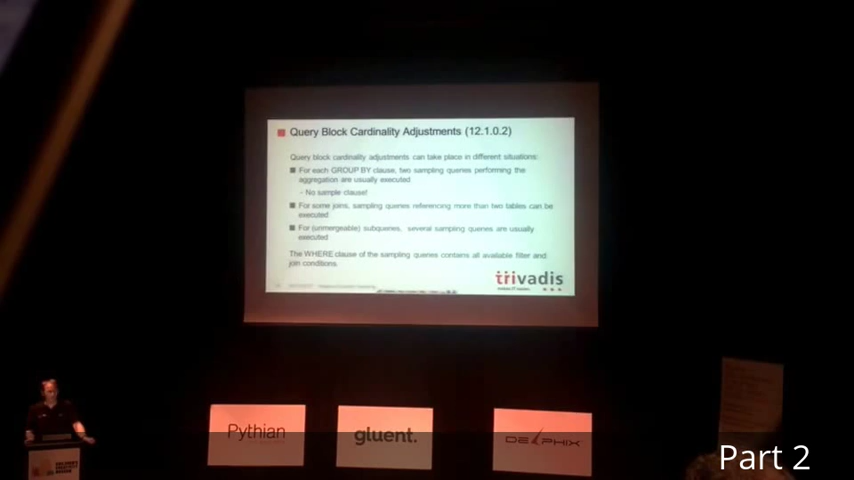 Query Block Cardinality Adjustments (12.1.0.2)
Query block cardinality adjustments can take place in different situations:
For each GROUP BY clause, two sampling queries performing the
aggregation are usually executed
- No sample clause!
For some joins, sampling queries referencing more than two tables can be
executed
For (unmergeable) subqueries, several sampling queries are usually
executed
The WHERE clause of the sampling queries contains all available filter and
join conditions
trivadis
Pythian
gluent.
DELPHIX
Part 2